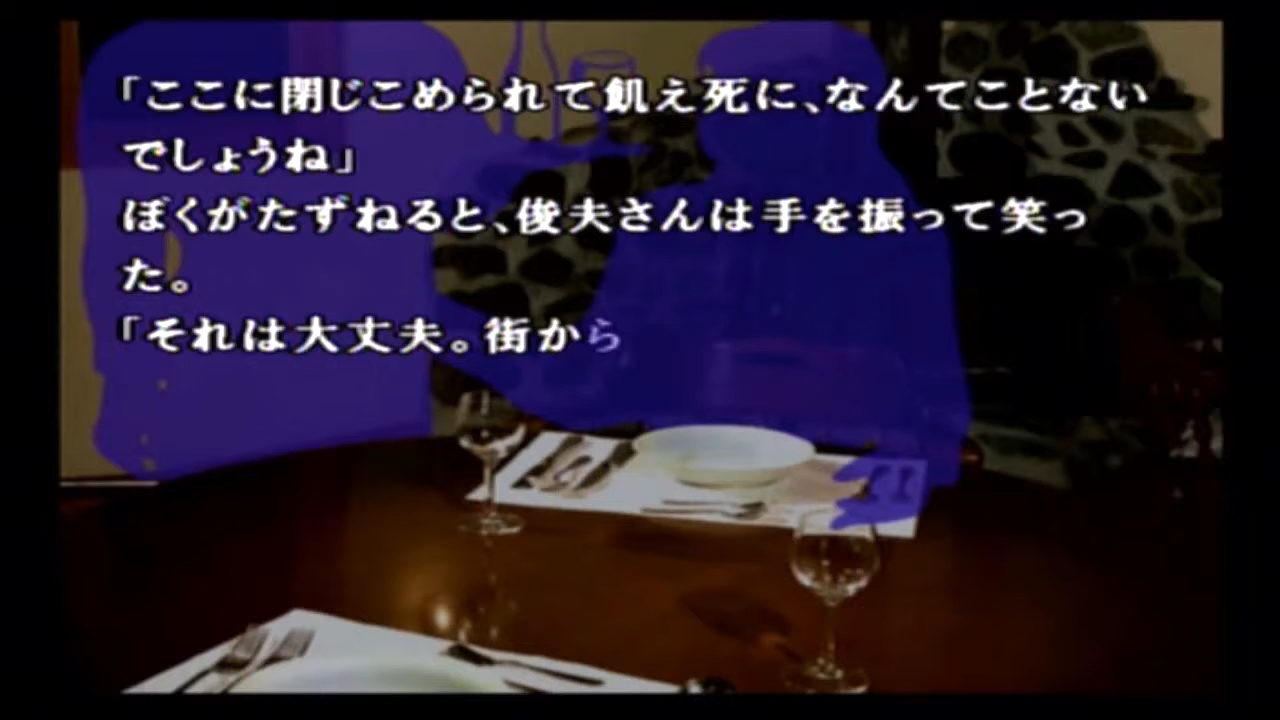 「ここに閉じこめられて飢え死に、なんてことない
でしょうね」
ぼくがたずねると、俊夫さんは手を振って笑っ
た。
「それは大丈夫。街から